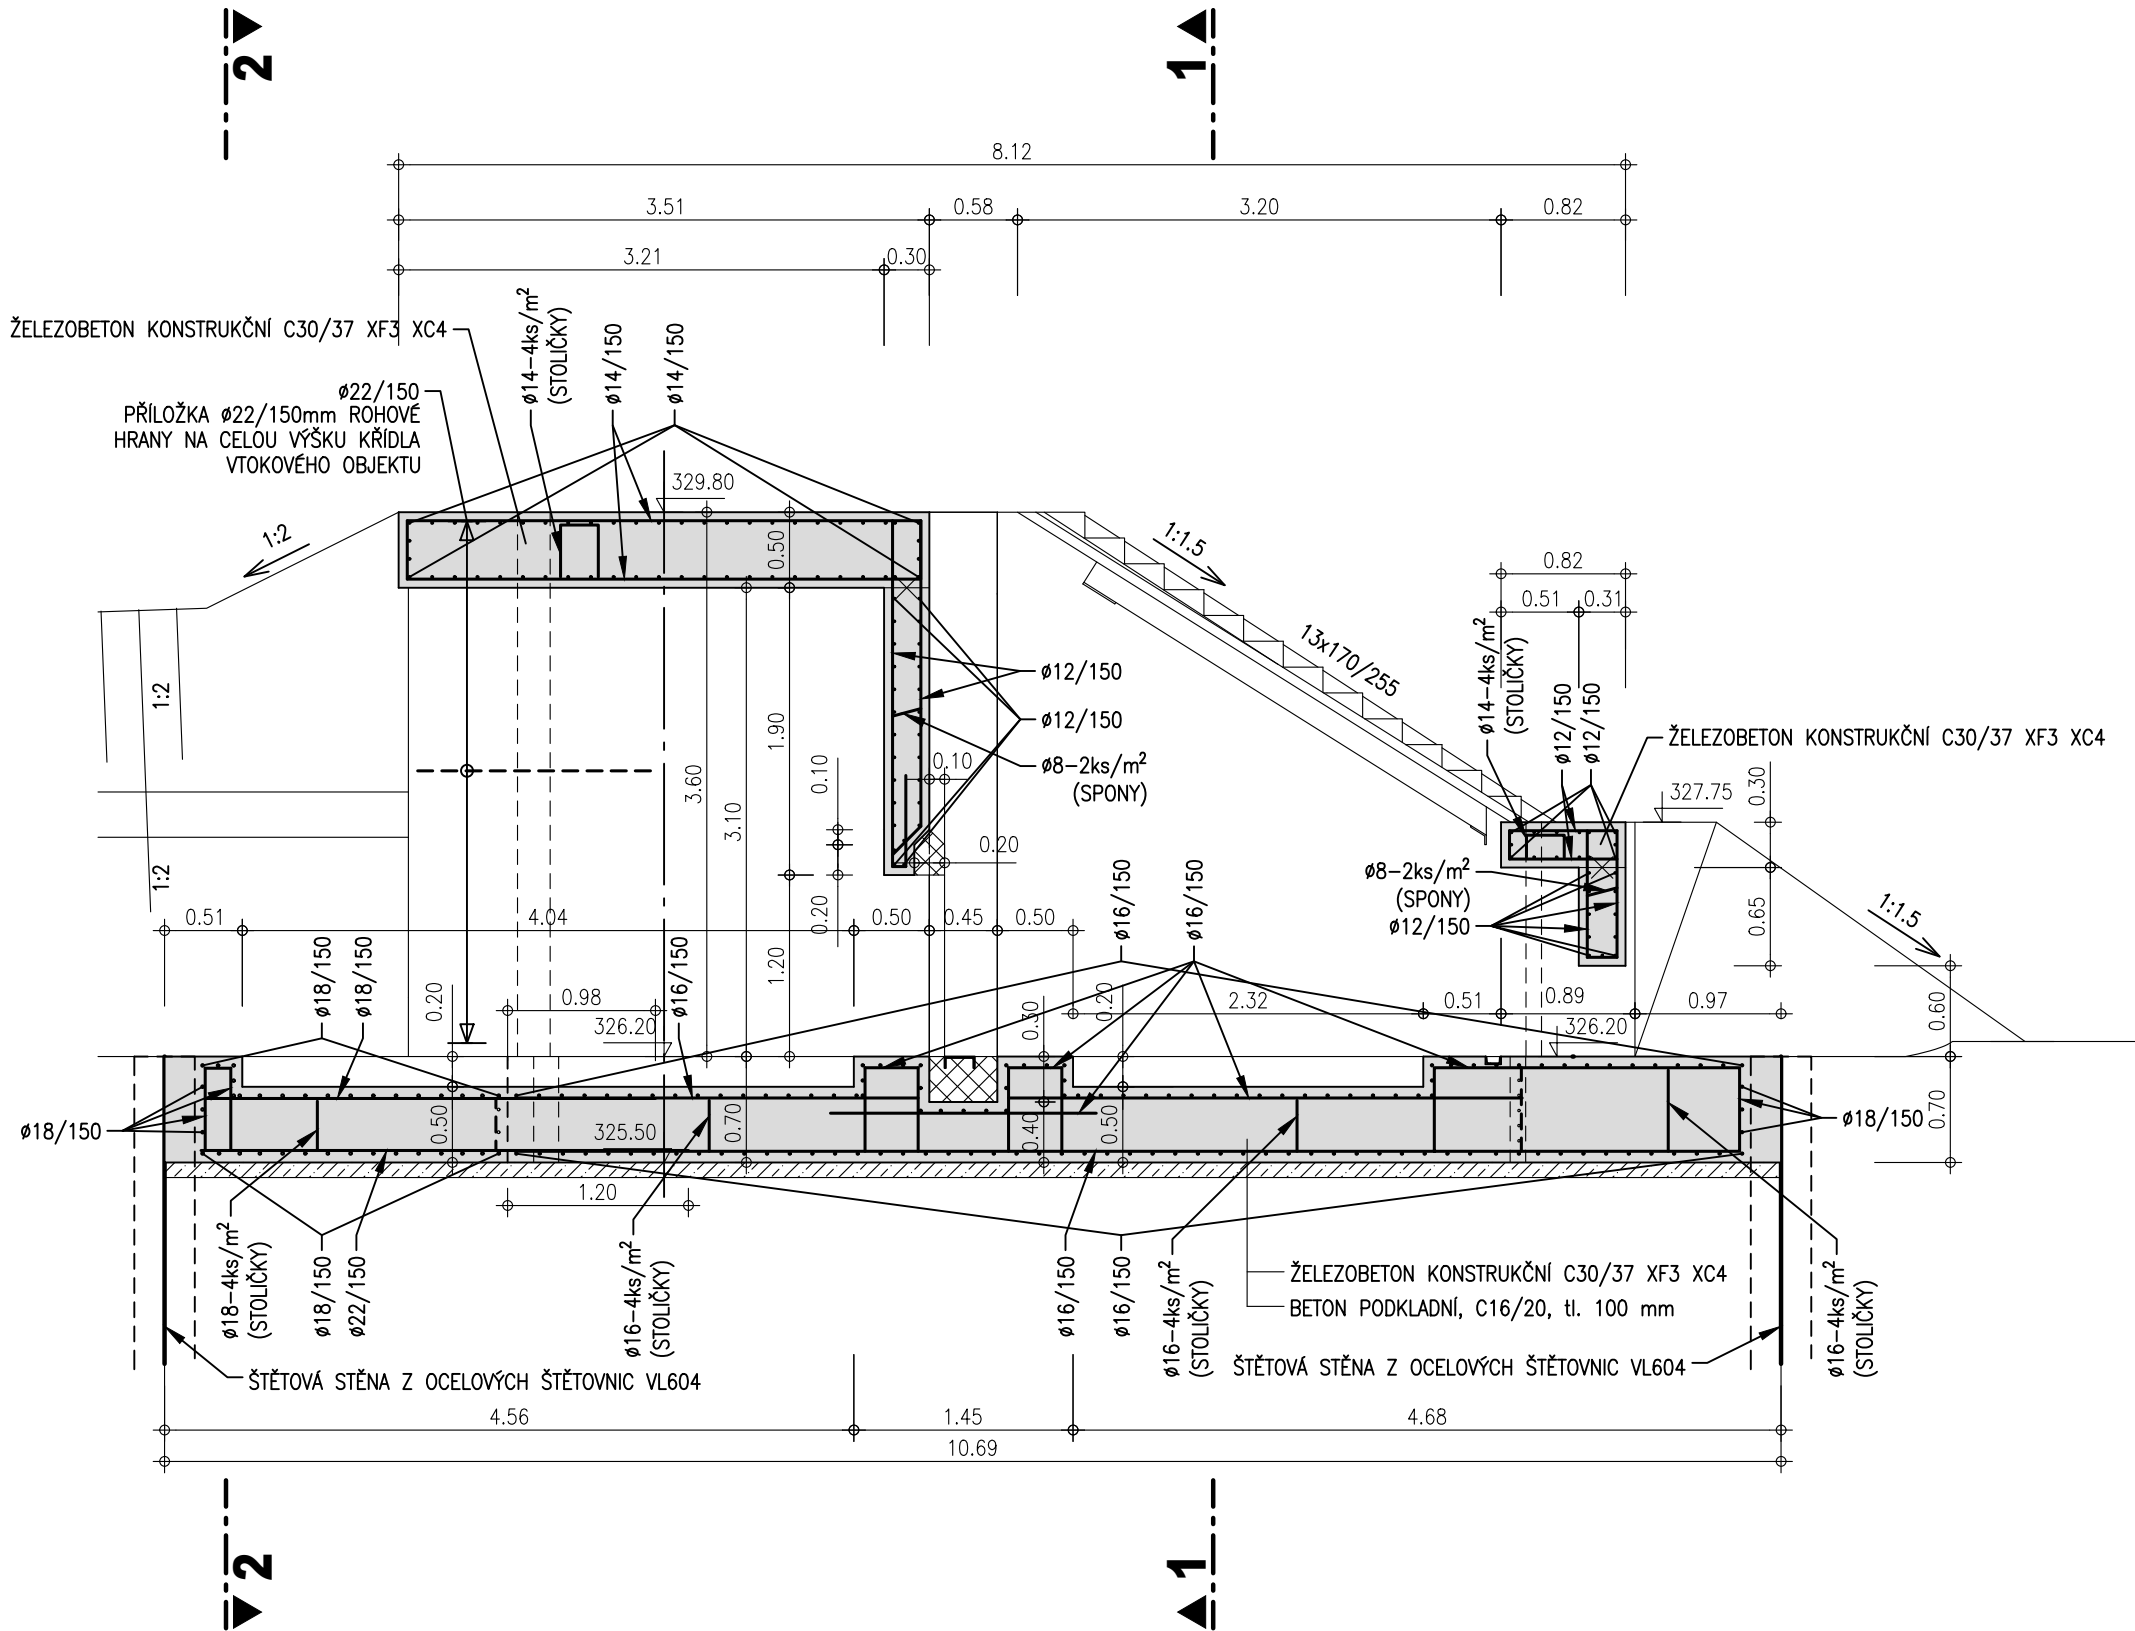 2
1
8.12
3.51
0.58
3.20
0.82
3.21
0.30
ŽELEZOBETON KONSTRUKČNÍ C30/37 XF3 XC4
ø14-4ks/m²
(STOLIČKY)
ø14/150
ø14/150
ø22/150
PŘÍLOŽKA ø22/150mm ROHOVÉ
HRANY NA CELOU VÝŠKU KŘÍDLA
VTOKOVÉHO OBJEKTU
329.80
1:2
0.50
1:1.5
0.82
0.51
0.31
13x170/255
ø14-4ks/m²
(STOLIČKY)
ø12/150
ø12/150
ŽELEZOBETON KONSTRUKČNÍ C30/37 XF3 XC4
1:2
ø12/150
ø12/150
1.90
0.10
0.10
ø8-2ks/m²
(SPONY)
3.60
3.10
327.75
0.30
0.20
1:2
ø8-2ks/m²
(SPONY)
ø12/150
0.65
1:1.5
0.51
4.04
0.50
0.45
0.50
0.20
ø16/150
ø16/150
ø18/150
ø18/150
0.20
0.98
ø16/150
1.20
0.30
0.20
2.32
0.51
0.89
0.97
0.60
326.20
326.20
ø18/150
0.50
325.50
0.70
0.40
0.50
ø18/150
0.70
1.20
ø18-4ks/m²
(STOLIČKY)
ø18/150
ø22/150
ø16-4ks/m²
(STOLIČKY)
ø16/150
ø16/150
ø16-4ks/m²
(STOLIČKY)
ŽELEZOBETON KONSTRUKČNÍ C30/37 XF3 XC4
BETON PODKLADNÍ, C16/20, tl. 100 mm
ø16-4ks/m²
(STOLIČKY)
ŠTĚTOVÁ STĚNA Z OCELOVÝCH ŠTĚTOVNIC VL604
ŠTĚTOVÁ STĚNA Z OCELOVÝCH ŠTĚTOVNIC VL604
4.56
1.45
4.68
10.69
2
1